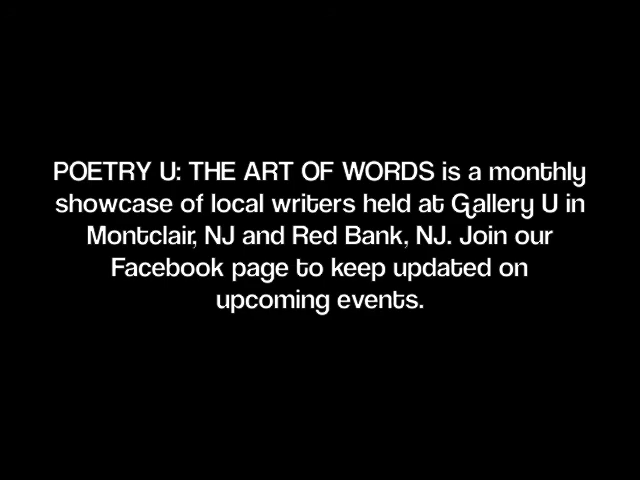 POETRY U: THE ART OF WORDS is a monthly
showcase of local writers held at Gallery U in
Montclair, NJ and Red Bank, NJ. Join our
Facebook page to keep updated on
upcoming events.